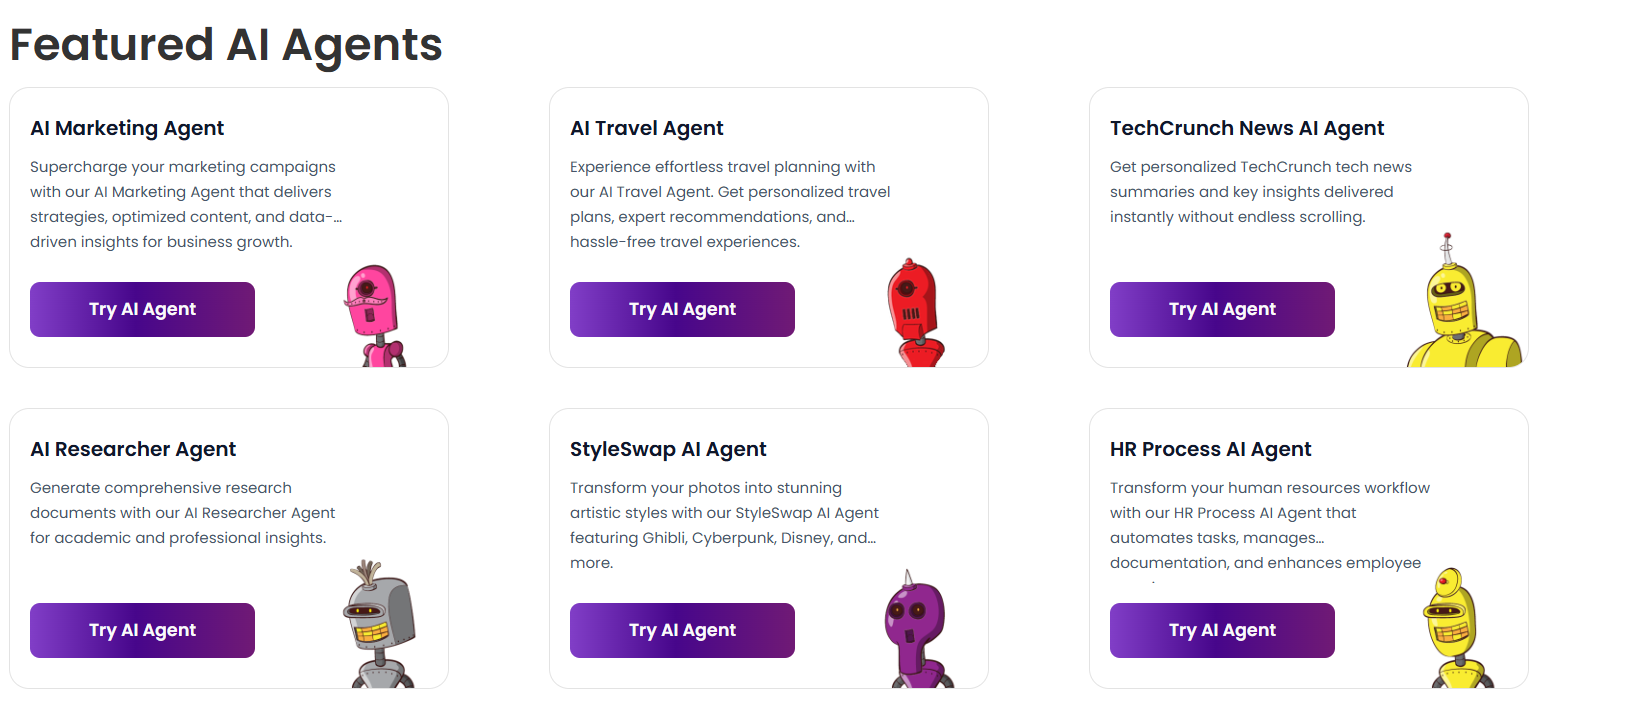 Featured AI Agents
AI Marketing Agent
Supercharge your marketing campaigns
with our AI Marketing Agent that delivers
strategies, optimized content, and data-...
driven insights for business growth.
Try AI Agent
AI Travel Agent
Experience effortless travel planning with
our AI Travel Agent. Get personalized travel
plans, expert recommendations, and...
hassle-free travel experiences.
Try AI Agent
TechCrunch News AI Agent
Get personalized TechCrunch tech news
summaries and key insights delivered
instantly without endless scrolling.
Try AI Agent
AI Researcher Agent
Generate comprehensive research
documents with our AI Researcher Agent
for academic and professional insights.
Try AI Agent
StyleSwap AI Agent
Transform your photos into stunning
artistic styles with our StyleSwap AI Agent
featuring Ghibli, Cyberpunk, Disney, and...
more.
Try AI Agent
HR Process AI Agent
Transform your human resources workflow
with our HR Process AI Agent that
automates tasks, manages...
documentation, and enhances employee
Try AI Agent